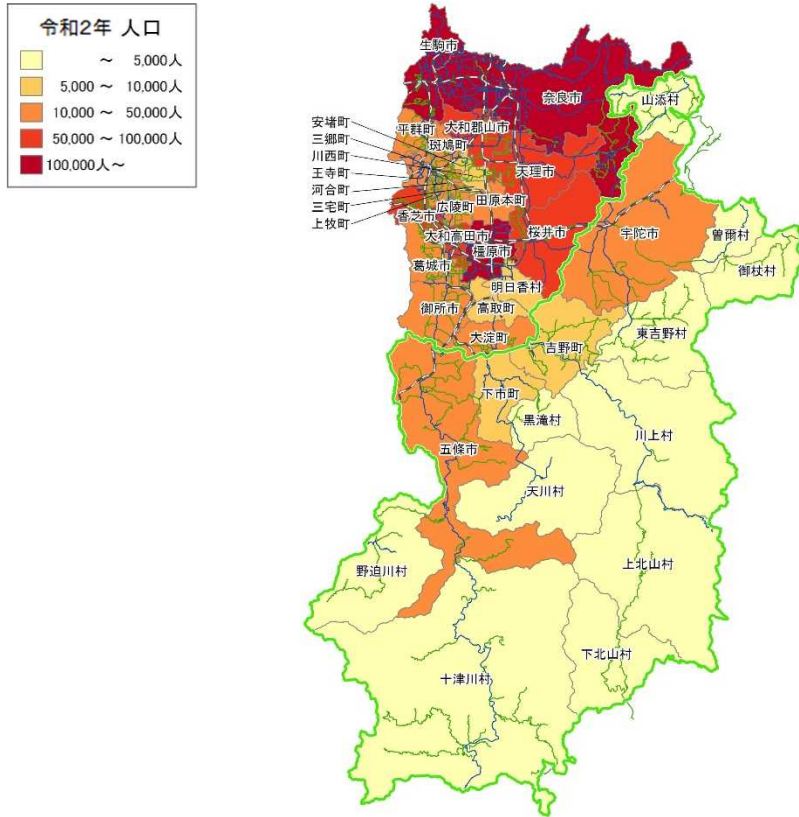 令和2年 人口
～ 5,000人
5,000 ～ 10,000人
10,000 ～ 50,000人
50,000 ～ 100,000人
100,000人～
生駒市
奈良市
山添村
安堵町
平群町
大和郡山市
三郷町
斑鳩町
川西町
天理市
王寺町
河合町
広陵町
田原本町
三宅町
香芝市
上牧町
大和高田市
桜井市
宇陀市
曽爾村
橿原市
御杖村
葛城市
明日香村
御所市
高取町
東吉野村
大淀町
吉野町
下市町
黒滝村
川上村
五條市
天川村
野迫川村
上北山村
下北山村
十津川村